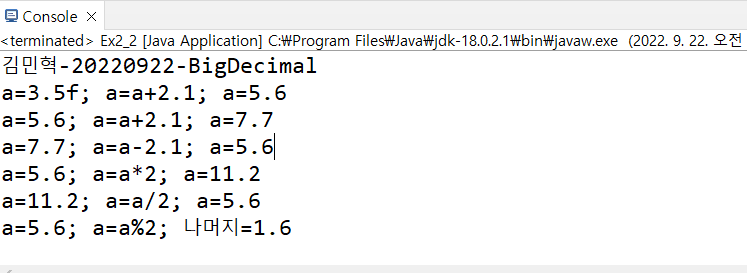 Console
<terminated> Ex2_2 [Java Application] C:₩Program Files₩Java₩jdk-18.0.2.1₩bin₩javaw.exe (2022. 9. 22. 오전
김민혁-20220922-BigDecimal
a=3.5f; a=a+2.1; a=5.6
a=5.6; a=a+2.1; a=7.7
a=7.7; a=a-2.1; a=5.6
a=5.6; a=a*2; a=11.2
a=11.2; a=a/2; a=5.6
a=5.6; a=a%2; 나머지=1.6